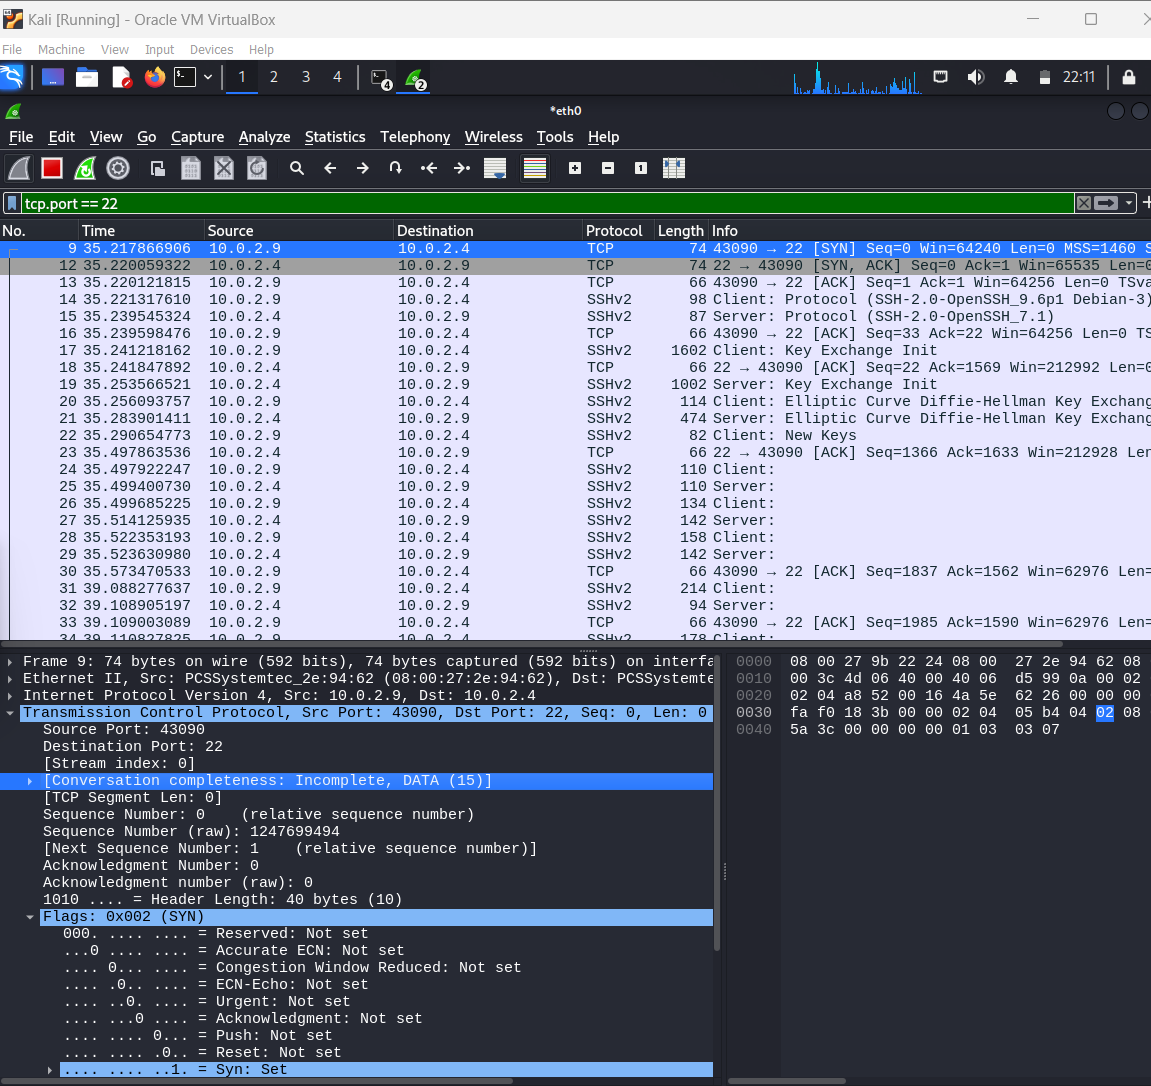 Kali [Running] - Oracle VM VirtualBox
File Machine View Input Devices Help
1 2 3 4 4 2 22:11
*eth0
File Edit View Go Capture Analyze Statistics Telephony Wireless Tools Help
tcp.port == 22
No. Time Source Destination Protocol Length Info
9 35.217866906 10.0.2.9 10.0.2.4 TCP 74 43090 → 22 [SYN] Seq=0 Win=64240 Len=0 MSS=1460 S
12 35.220059322 10.0.2.4 10.0.2.9 TCP 74 22 → 43090 [SYN, ACK] Seq=0 Ack=1 Win=65535 Len=0
13 35.220121815 10.0.2.9 10.0.2.4 TCP 66 43090 → 22 [ACK] Seq=1 Ack=1 Win=64256 Len=0 TSva
14 35.221317610 10.0.2.9 10.0.2.4 SSHv2 98 Client: Protocol (SSH-2.0-OpenSSH_9.6p1 Debian-3)
15 35.239545324 10.0.2.4 10.0.2.9 SSHv2 87 Server: Protocol (SSH-2.0-OpenSSH_7.1)
16 35.239598476 10.0.2.9 10.0.2.4 TCP 66 43090 → 22 [ACK] Seq=33 Ack=22 Win=64256 Len=0 TS
17 35.241218162 10.0.2.9 10.0.2.4 SSHv2 1602 Client: Key Exchange Init
18 35.241847892 10.0.2.4 10.0.2.9 TCP 66 22 → 43090 [ACK] Seq=22 Ack=1569 Win=212992 Len=0
19 35.253566521 10.0.2.4 10.0.2.9 SSHv2 1002 Server: Key Exchange Init
20 35.256093757 10.0.2.9 10.0.2.4 SSHv2 114 Client: Elliptic Curve Diffie-Hellman Key Exchang
21 35.283901411 10.0.2.4 10.0.2.9 SSHv2 474 Server: Elliptic Curve Diffie-Hellman Key Exchang
22 35.290654773 10.0.2.9 10.0.2.4 SSHv2 82 Client: New Keys
23 35.497863536 10.0.2.4 10.0.2.9 TCP 66 22 → 43090 [ACK] Seq=1366 Ack=1633 Win=212928 Len
24 35.497922247 10.0.2.9 10.0.2.4 SSHv2 110 Client:
25 35.499400730 10.0.2.4 10.0.2.9 SSHv2 110 Server:
26 35.499685225 10.0.2.9 10.0.2.4 SSHv2 134 Client:
27 35.514125935 10.0.2.4 10.0.2.9 SSHv2 142 Server:
28 35.522353193 10.0.2.9 10.0.2.4 SSHv2 158 Client:
29 35.523630980 10.0.2.4 10.0.2.9 SSHv2 142 Server:
30 35.573470533 10.0.2.9 10.0.2.4 TCP 66 43090 → 22 [ACK] Seq=1837 Ack=1562 Win=62976 Len=
31 39.088277637 10.0.2.9 10.0.2.4 SSHv2 214 Client:
32 39.108905197 10.0.2.4 10.0.2.9 SSHv2 94 Server:
33 39.109003089 10.0.2.9 10.0.2.4 TCP 66 43090 → 22 [ACK] Seq=1985 Ack=1590 Win=62976 Len=
34 39.110827825 10.0.2.9 10.0.2.4 SSHv2 178 Client:
Frame 9: 74 bytes on wire (592 bits), 74 bytes captured (592 bits) on interfa
Ethernet II, Src: PCSSystemtec_2e:94:62 (08:00:27:2e:94:62), Dst: PCSSystemte
Internet Protocol Version 4, Src: 10.0.2.9, Dst: 10.0.2.4
Transmission Control Protocol, Src Port: 43090, Dst Port: 22, Seq: 0, Len: 0
Source Port: 43090
Destination Port: 22
[Stream index: 0]
[Conversation completeness: Incomplete, DATA (15)]
[TCP Segment Len: 0]
Sequence Number: 0 (relative sequence number)
Sequence Number (raw): 1247699494
[Next Sequence Number: 1 (relative sequence number)]
Acknowledgment Number: 0
Acknowledgment number (raw): 0
1010 .... = Header Length: 40 bytes (10)
Flags: 0x002 (SYN)
000. .... .... = Reserved: Not set
...0 .... .... = Accurate ECN: Not set
.... 0... .... = Congestion Window Reduced: Not set
.... .0.. .... = ECN-Echo: Not set
.... ..0. .... = Urgent: Not set
.... ...0 .... = Acknowledgment: Not set
.... .... 0... = Push: Not set
.... .... .0.. = Reset: Not set
.... .... ..1. = Syn: Set
0000 08 00 27 9b 22 24 08 00 27 2e 94 62 08
0010 00 3c 4d 06 40 00 40 06 d5 99 0a 00 02
0020 02 04 a8 52 00 16 4a 5e 62 26 00 00 00
0030 fa f0 18 3b 00 00 02 04 05 b4 04 02 08
0040 5a 3c 00 00 00 00 01 03 03 07